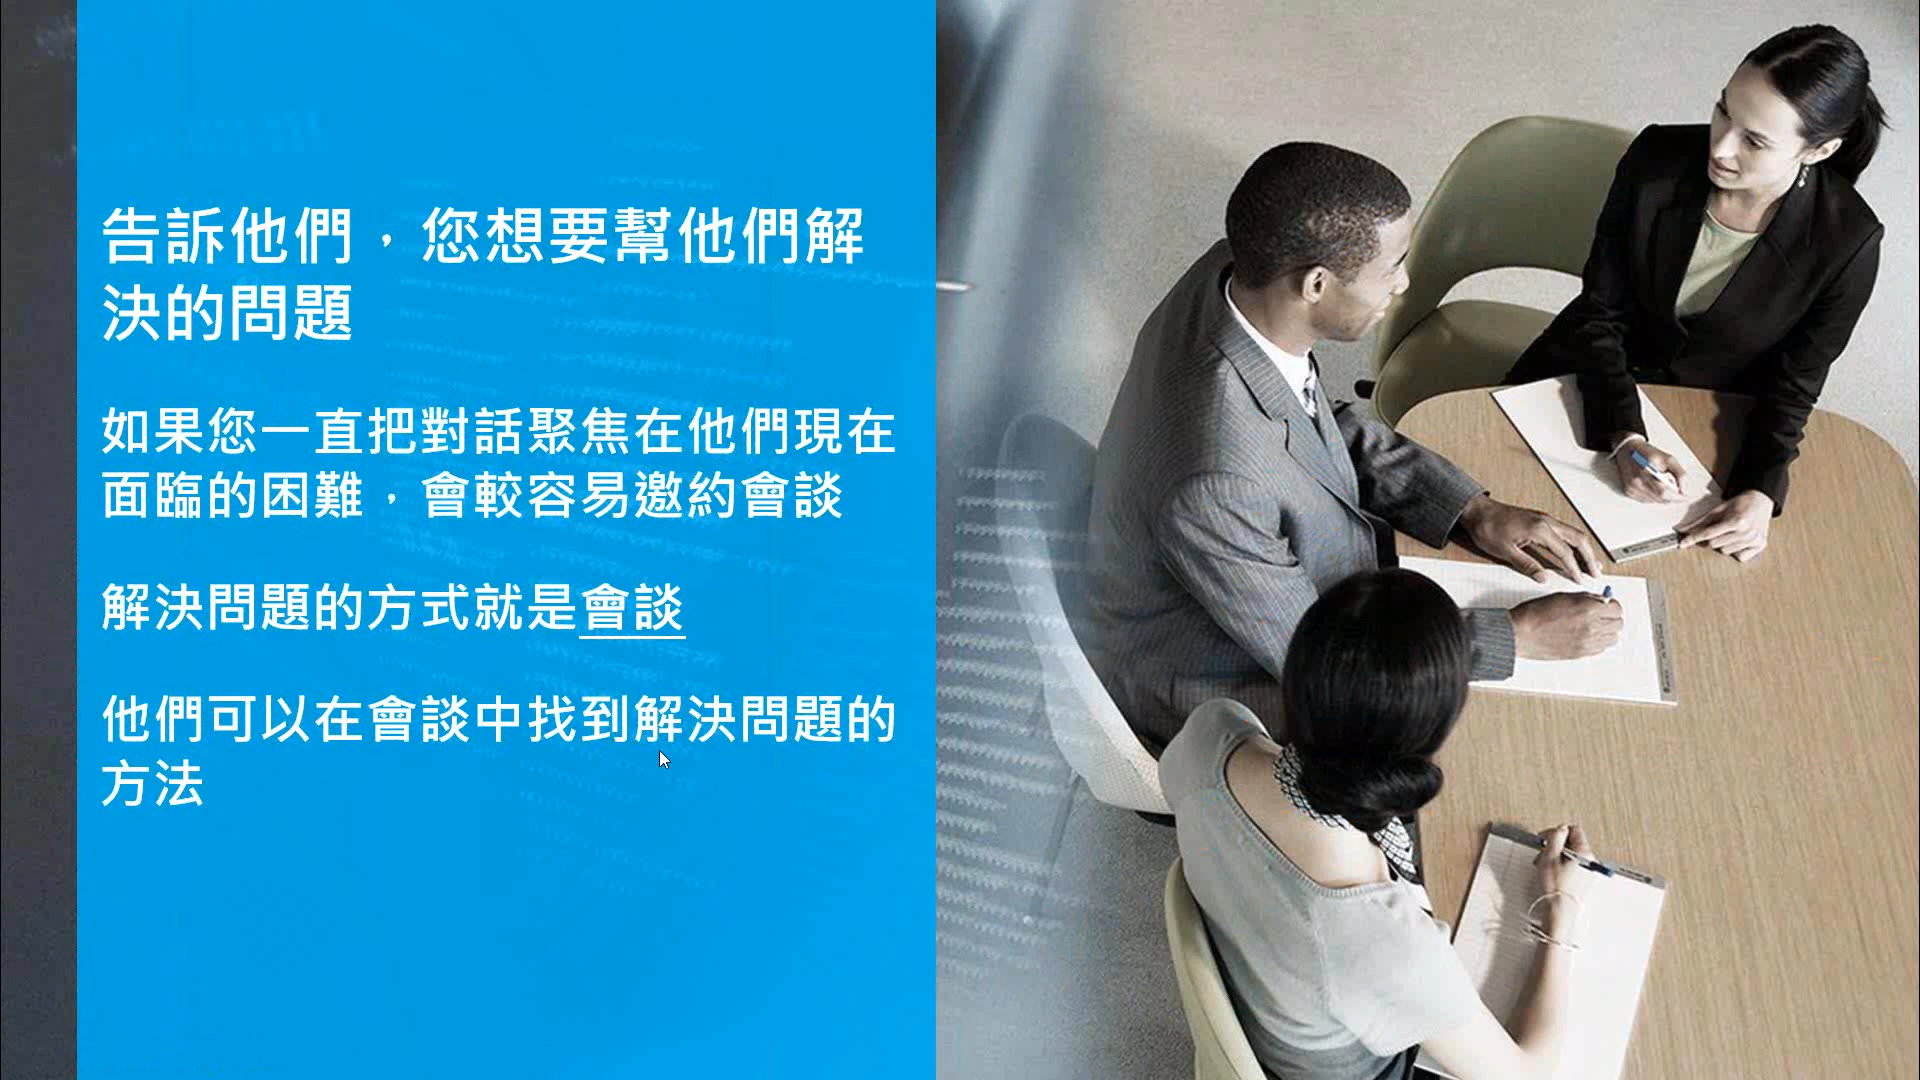 告訴他們，您想要幫他們解
決的問題
如果您一直把對話聚焦在他們現在
面臨的困難，會較容易邀約會談
解決問題的方式就是會談
他們可以在會談中找到解決問題的
方法